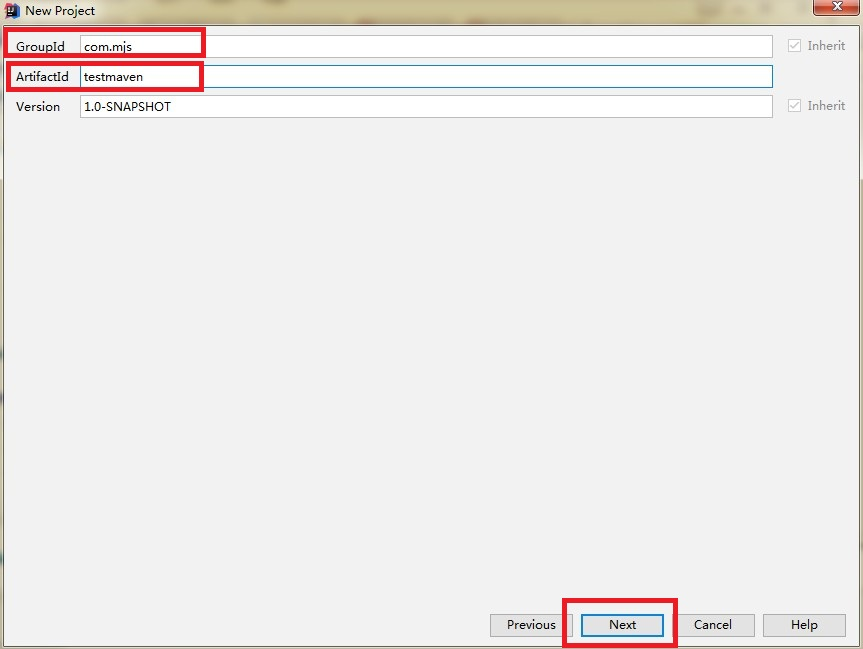 New Project
GroupId com.mjs Inherit
ArtifactId testmaven
Version 1.0-SNAPSHOT Inherit
Previous Next Cancel Help